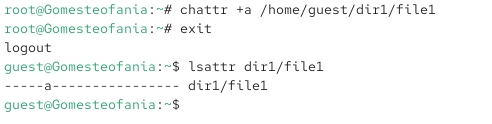 root@Gomesteofania:~# chattr +a /home/guest/dir1/file1
root@Gomesteofania:~# exit
logout
guest@Gomesteofania:~$ lsattr dir1/file1
-----a---------------- dir1/file1
guest@Gomesteofania:~$